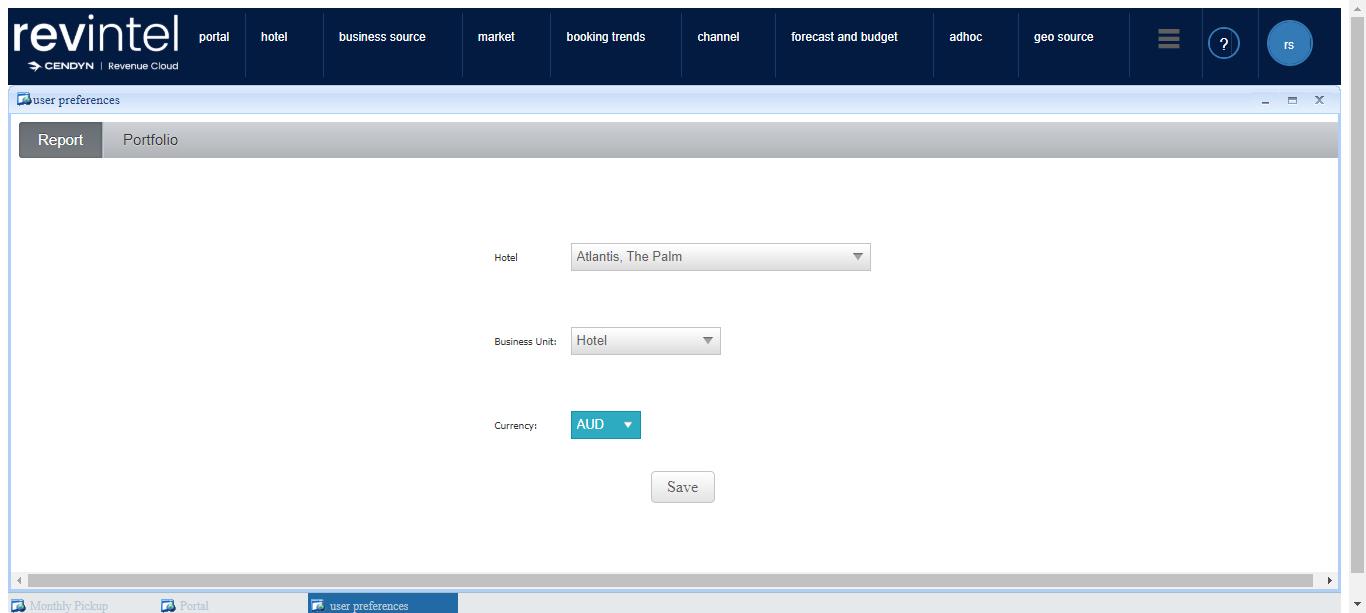 revintel
CENDYN | Revenue Cloud
portal hotel business source market booking trends channel forecast and budget adhoc geo source ? rs
user preferences
Report Portfolio
Hotel Atlantis, The Palm
Business Unit: Hotel
Currency: AUD
Save
Monthly Pickup Portal user preferences